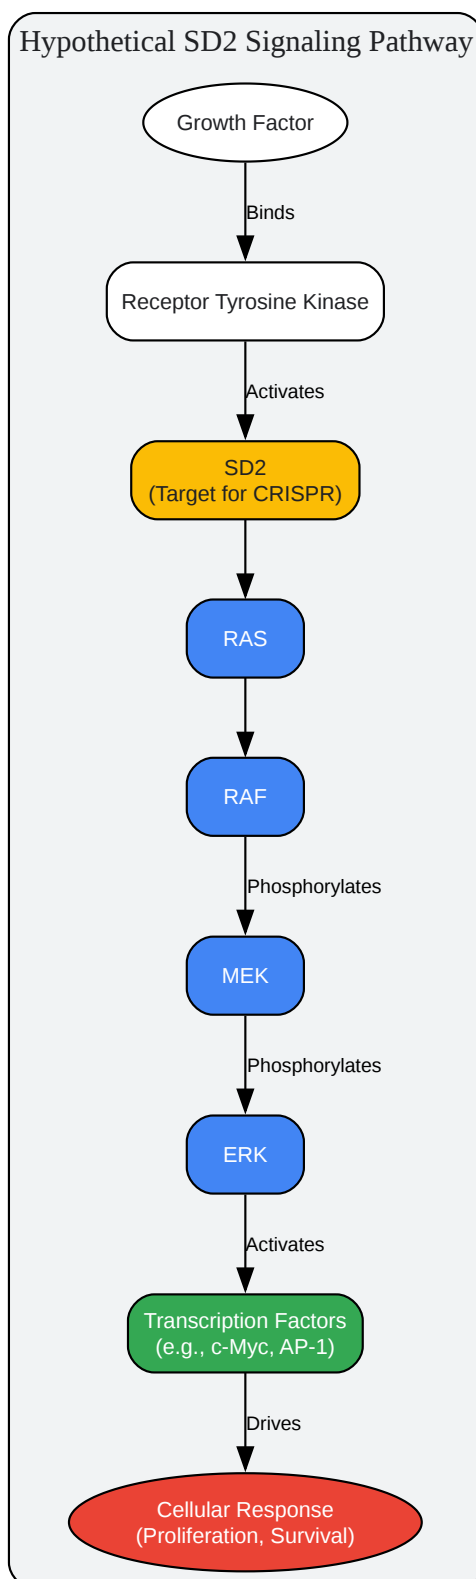 Hypothetical SD2 Signaling Pathway
Growth Factor
Binds
Receptor Tyrosine Kinase
Activates
SD2
(Target for CRISPR)
RAS
RAF
Phosphorylates
MEK
Phosphorylates
ERK
Activates
Transcription Factors
(e.g., c-Myc, AP-1)
Drives
Cellular Response
(Proliferation, Survival)